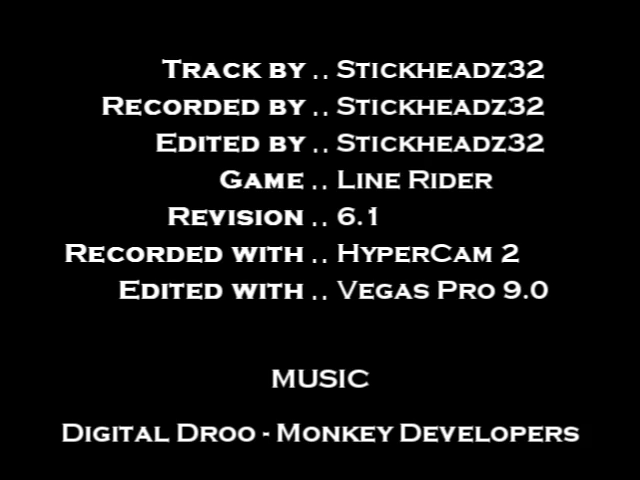 Track by .. Stickheadz32
Recorded by .. Stickheadz32
Edited by .. Stickheadz32
Game .. Line Rider
Revision .. 6.1
Recorded with .. HyperCam 2
Edited with .. Vegas Pro 9.0
MUSIC
Digital Droo - Monkey Developers